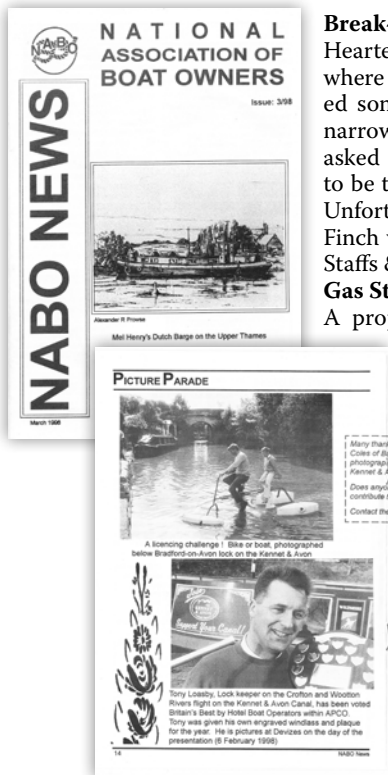 NATIONAL
ASSOCIATION OF
BOAT OWNERS
Issue: 3/98
NABO NEWS
Alexander R Prowse
Mel Henry's Dutch Barge on the Upper Thames
March 1998
Break-
Hearte
where
ed son
narrow
asked
to be t
Unfort
Finch
Staffs &
Gas St
A prop
PICTURE PARADE
Many thank
Coles of B
photograp
Kennet & A
Does anyo
contribute
Contact the
A licencing challenge ! Bike or boat, photographed
below Bradford-on-Avon lock on the Kennet & Avon
Support Your Canal!
Tony Loasby, Lock keeper on the Crofton and Wootton
Rivers flight on the Kennet & Avon Canal, has been voted
Britain's Best by Hotel Boat Operators within APCO.
Tony was given his own engraved windlass and plaque
for the year. He is pictures at Devizes on the day of the
presentation (6 February 1998)
14
NABO News